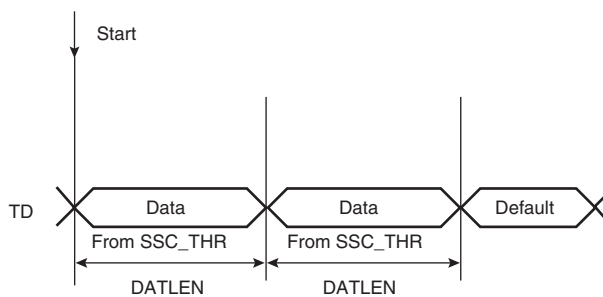 Start
TD
Data
Data
Default
From SSC_THR
From SSC_THR
DATLEN
DATLEN